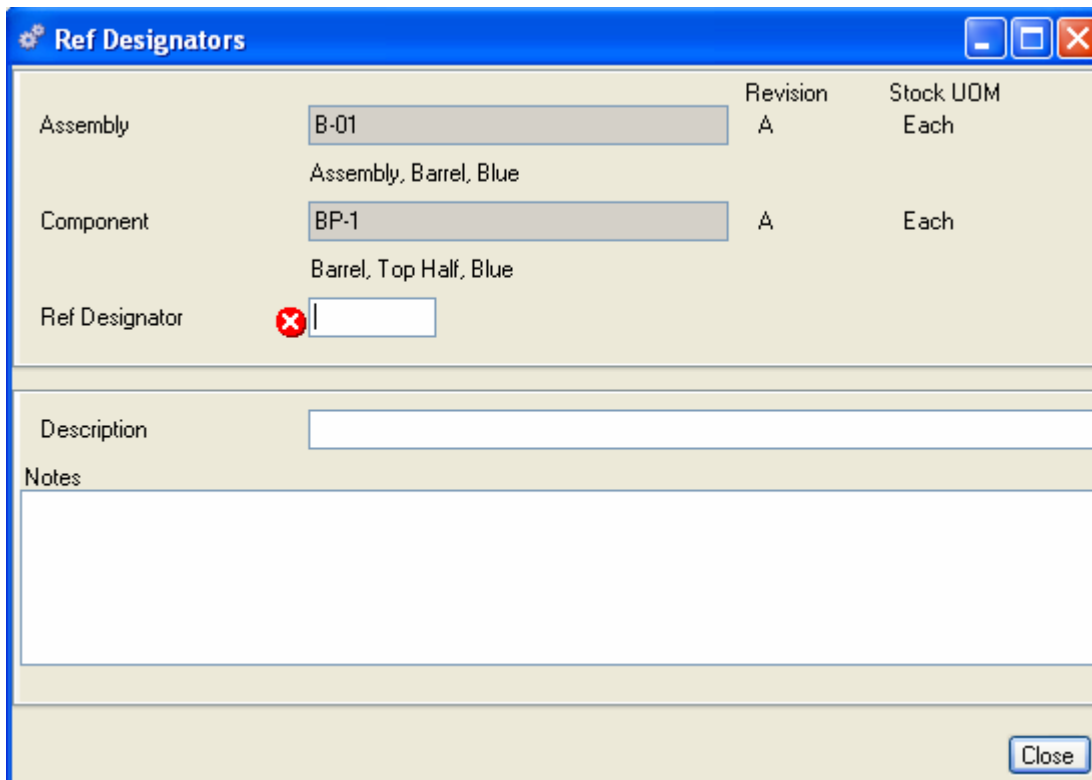 Ref Designators
Revision Stock UOM
Assembly B-01 A Each
Assembly, Barrel, Blue
Component BP-1 A Each
Barrel, Top Half, Blue
Ref Designator
Description
Notes
Close